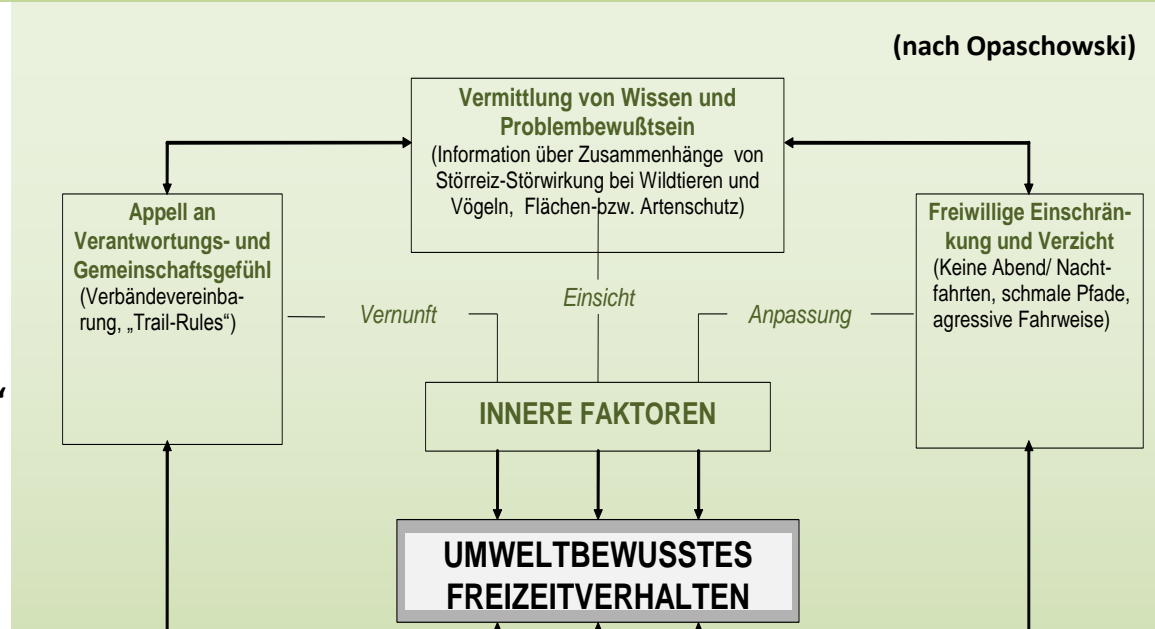 (nach Opaschowski)
Vermittlung von Wissen und
Problembewußtsein
(Information über Zusammenhänge von
Störreiz-Störwirkung bei Wildtieren und
Vögeln, Flächen-bzw. Artenschutz)
Appell an
Verantwortungs- und
Gemeinschaftsgefühl
(Verbändevereinba-
rung, „Trail-Rules“)
Freiwillige Einschrän-
kung und Verzicht
(Keine Abend/ Nacht-
fahrten, schmale Pfade,
agressive Fahrweise)
Vernunft
Einsicht
Anpassung
“
INNERE FAKTOREN
UMWELTBEWUSSTES
FREIZEITVERHALTEN